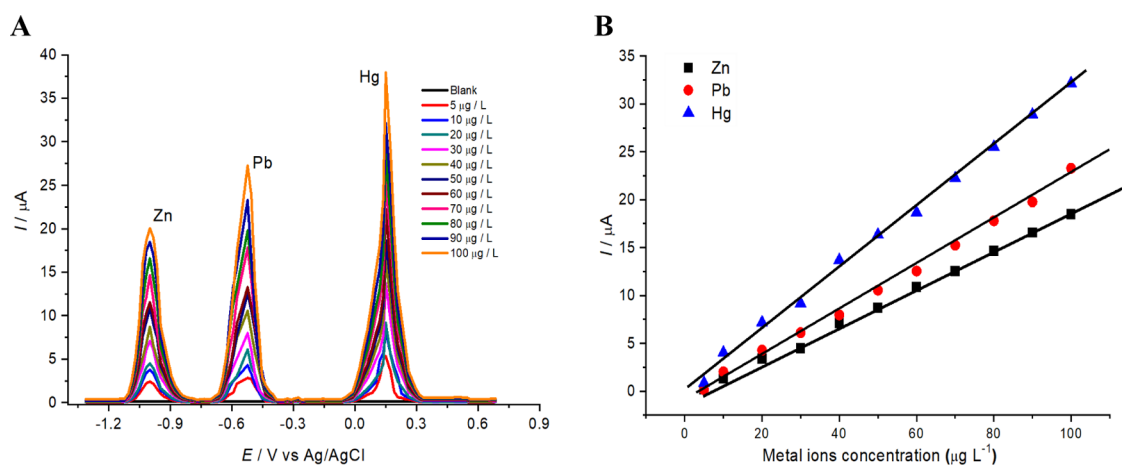 A
40
35
30
25
20
15
10
5
0
I / μA
Zn
Pb
Hg
Blank
5 μg / L
10 μg / L
20 μg / L
30 μg / L
40 μg / L
50 μg / L
60 μg / L
70 μg / L
80 μg / L
90 μg / L
100 μg / L
-1.2 -0.9 -0.6 -0.3 0.0 0.3 0.6 0.9
E / V vs Ag/AgCl
B
35
30
25
20
15
10
5
0
I / μA
Zn
Pb
Hg
0 20 40 60 80 100
Metal ions concentration (μg L⁻¹)